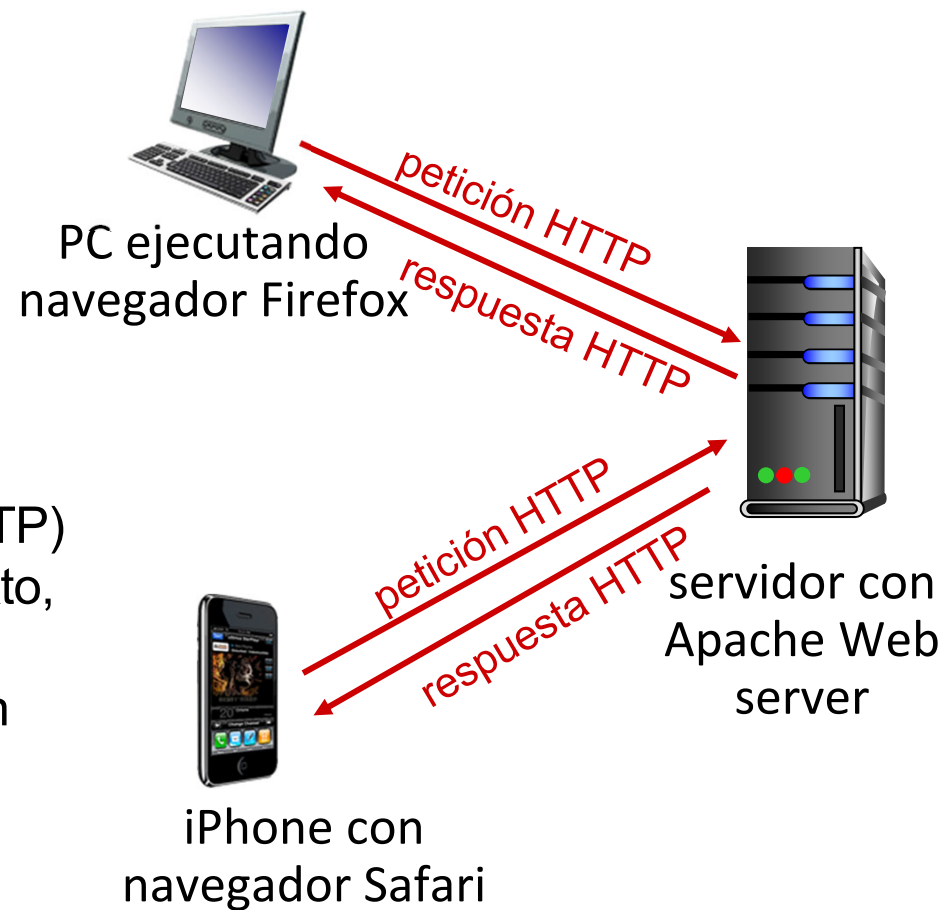 petición HTTP
respuesta HTTP
PC ejecutando
navegador Firefox
TP)
to,
n
petición HTTP
respuesta HTTP
servidor con
Apache Web
server
iPhone con
navegador Safari